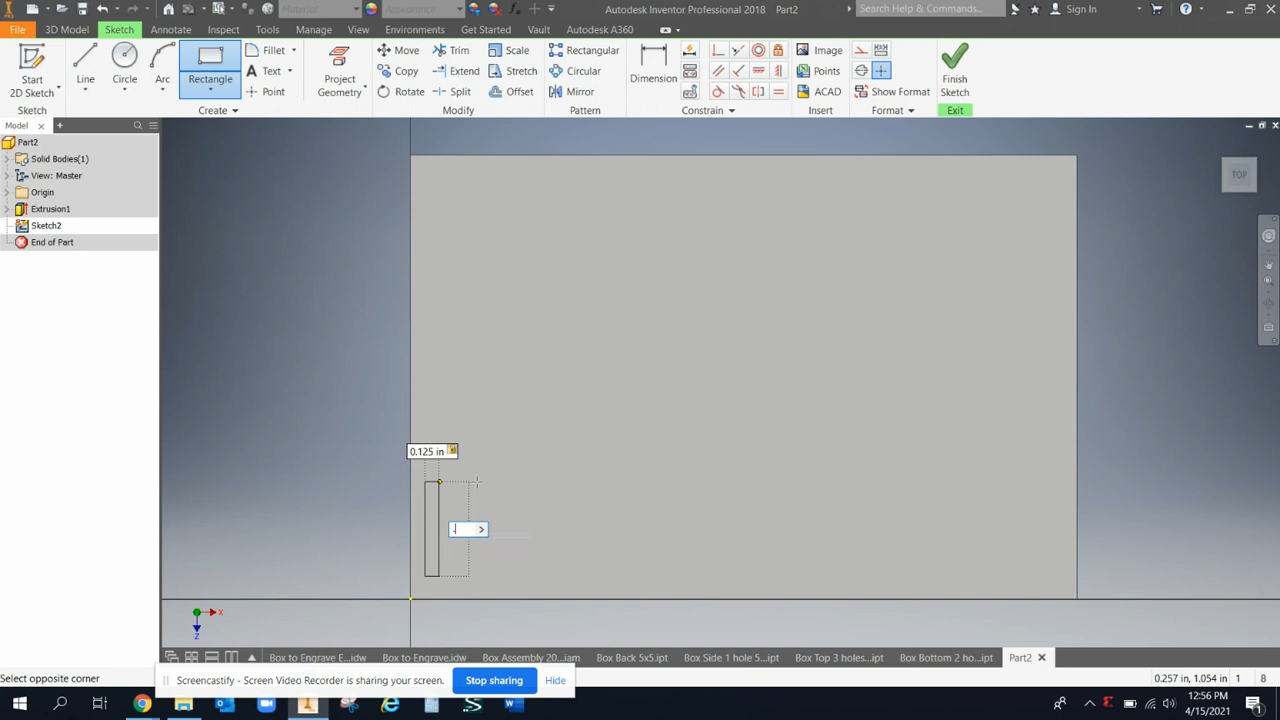 Material
Appearance
Autodesk Inventor Professional 2018 Part2
Search Help & Commands...
Sign In
File
3D Model
Sketch
Annotate
Inspect
Tools
Manage
View
Environments
Get Started
Vault
Autodesk A360
Start
2D Sketch
Line
Circle
Arc
Rectangle
Fillet
Text
Point
Project
Geometry
Move
Copy
Rotate
Trim
Extend
Split
Scale
Stretch
Offset
Rectangular
Circular
Mirror
Dimension
Image
Points
ACAD
Show Format
Finish
Sketch
Sketch
Create
Modify
Pattern
Constrain
Insert
Format
Exit
Model
Part2
Solid Bodies(1)
View: Master
Origin
Extrusion1
Sketch2
End of Part
TOP
0.125 in
.
X
Z
Box to Engrave E...idw
Box to Engrave.idw
Box Assembly 20...iam
Box Back 5x5.ipt
Box Side 1 hole 5...ipt
Box Top 3 holes...ipt
Box Bottom 2 ho...ipt
Part2
Select opposite corner
Screencastify - Screen Video Recorder is sharing your screen.
Stop sharing
Hide
0.257 in, 1.054 in 1 8
12:56 PM
4/15/2021